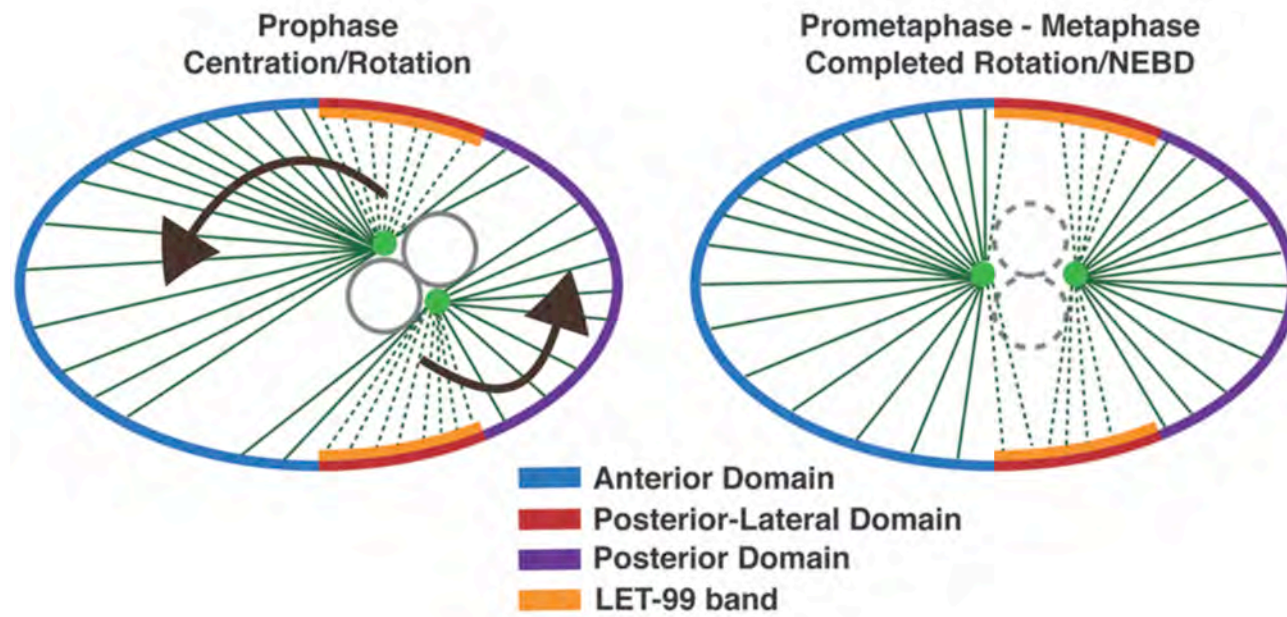 Prophase
Centration/Rotation
Prometaphase - Metaphase
Completed Rotation/NEBD
Anterior Domain
Posterior-Lateral Domain
Posterior Domain
LET-99 band